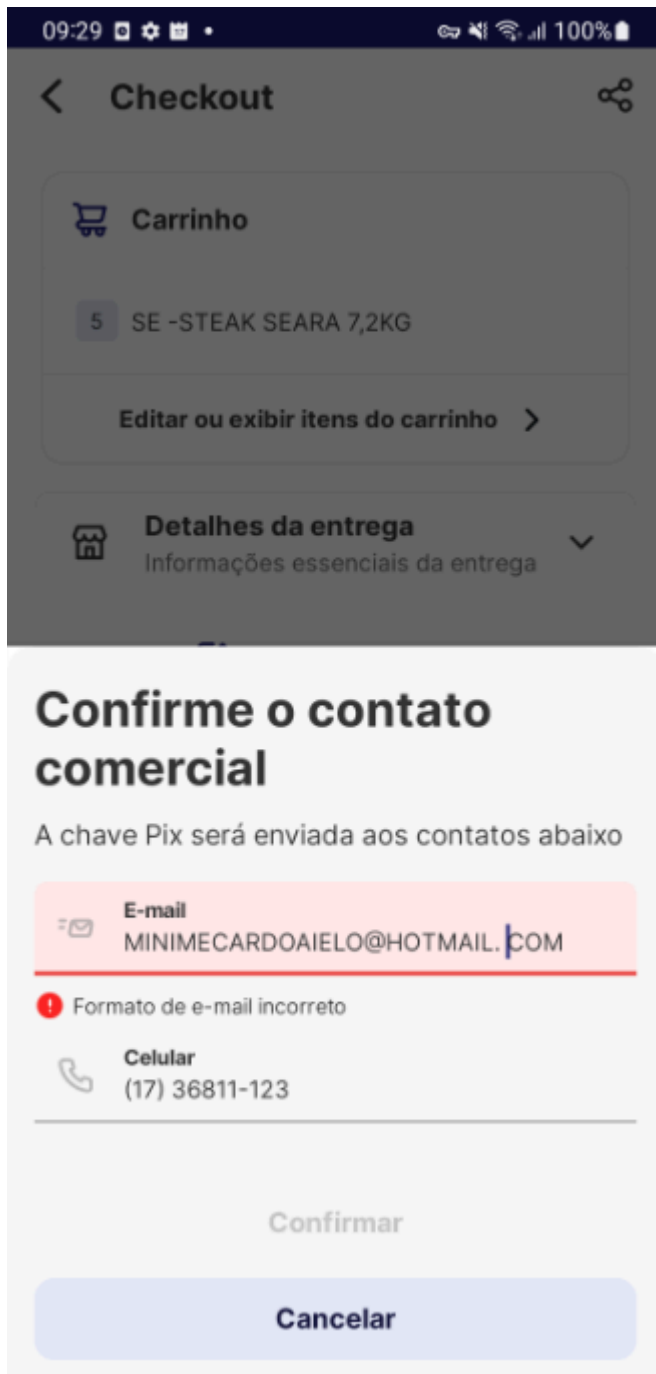 09:29 100%
Checkout
Carrinho
5 SE -STEAK SEARA 7,2KG
Editar ou exibir itens do carrinho
Detalhes da entrega
Informações essenciais da entrega
Confirme o contato
comercial
A chave Pix será enviada aos contatos abaixo
E-mail
MINIMECARDOAIELO@HOTMAIL. COM
Formato de e-mail incorreto
Celular
(17) 36811-123
Confirmar
Cancelar